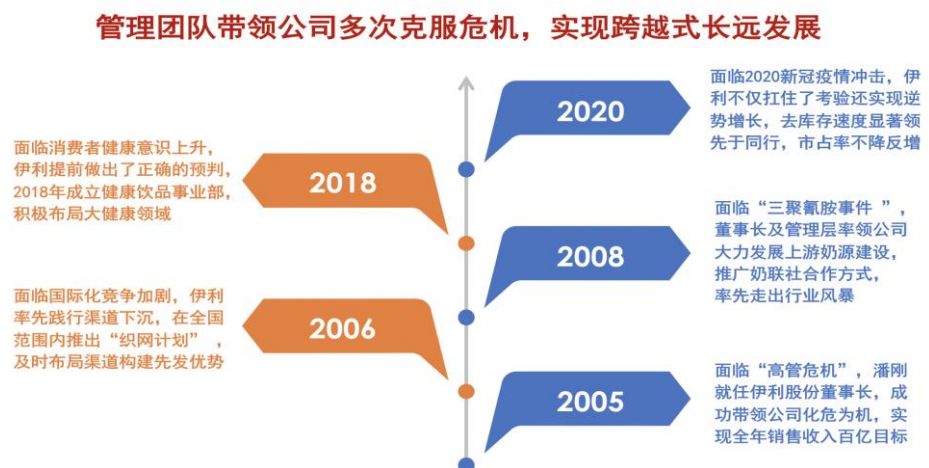 管理团队带领公司多次克服危机，实现跨越式长远发展
2020
面临2020新冠疫情冲击，伊
利不仅扛住了考验还实现逆
势增长，去库存速度显著领
先于同行，市占率不降反增
面临消费者健康意识上升，
伊利提前做出了正确的预判，
2018年成立健康饮品事业部，
积极布局大健康领域
2018
2008
面临“三聚氰胺事件 ”，
董事长及管理层率领公司
大力发展上游奶源建设，
推广奶联社合作方式，
率先走出行业风暴
面临国际化竞争加剧，伊利
率先践行渠道下沉，在全国
范围内推出“织网计划” ，
及时布局渠道构建先发优势
2006
2005
面临“高管危机”，潘刚
就任伊利股份董事长，成
功带领公司化危为机，实
现全年销售收入百亿目标